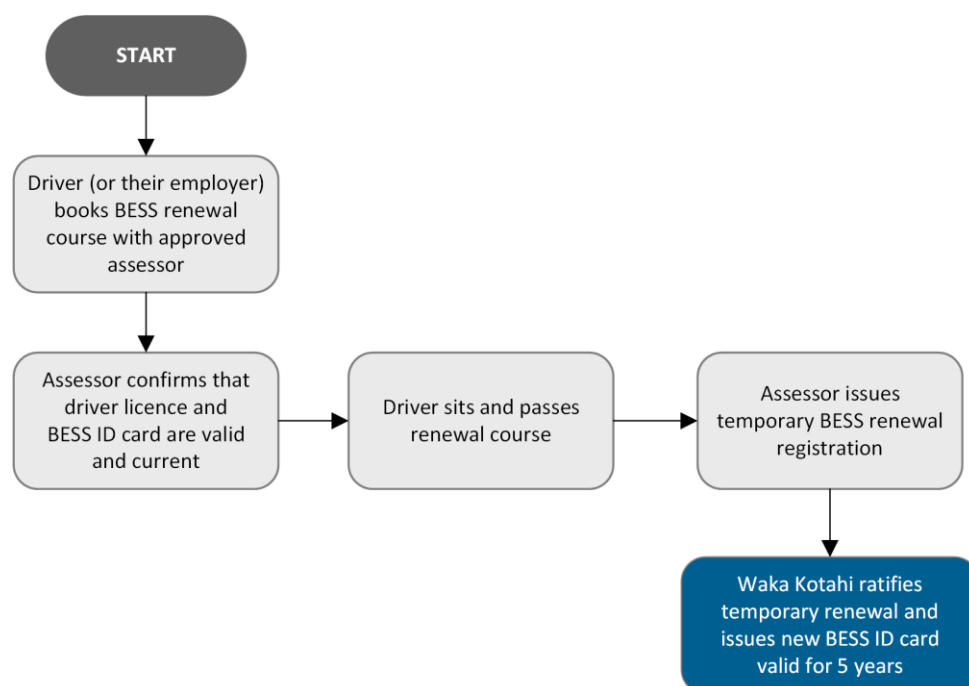 START
Driver (or their employer)
books BESS renewal
course with approved
assessor
Assessor confirms that
driver licence and
BESS ID card are valid
and current
Driver sits and passes
renewal course
Assessor issues
temporary BESS renewal
registration
Waka Kotahi ratifies
temporary renewal and
issues new BESS ID card
valid for 5 years